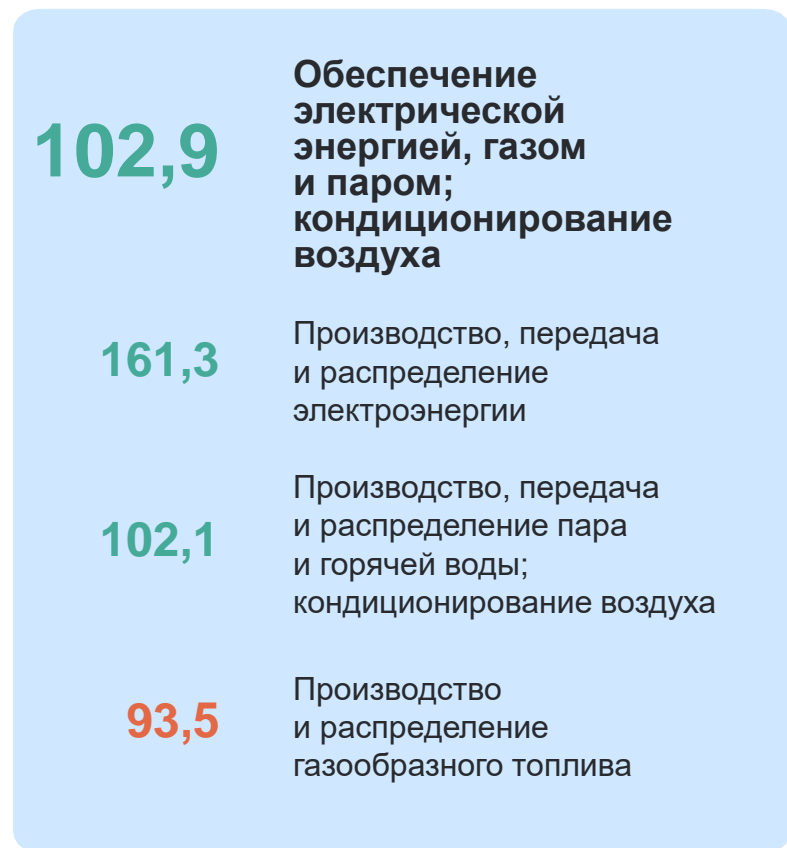 102,9
Обеспечение
электрической
энергией, газом
и паром;
кондиционирование
воздуха
161,3
Производство, передача
и распределение
электроэнергии
102,1
Производство, передача
и распределение пара
и горячей воды;
кондиционирование воздуха
93,5
Производство
и распределение
газообразного топлива